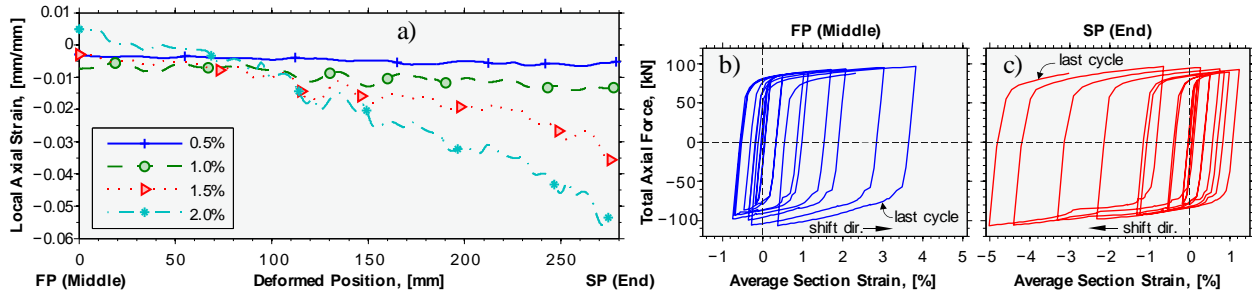 a)
Local Axial Strain, [mm/mm]
0.01
0
−0.01
−0.02
−0.03
−0.04
−0.05
−0.06
0.5%
1.0%
1.5%
2.0%
0 50 100 150 200 250
FP (Middle) Deformed Position, [mm] SP (End)
FP (Middle)
b)
Total Axial Force, [kN]
100
50
0
−50
−100
last cycle
shift dir.
−1 0 1 2 3 4 5
Average Section Strain, [%]
SP (End)
c)
last cycle
shift dir.
−5 −4 −3 −2 −1 0 1
Average Section Strain, [%]